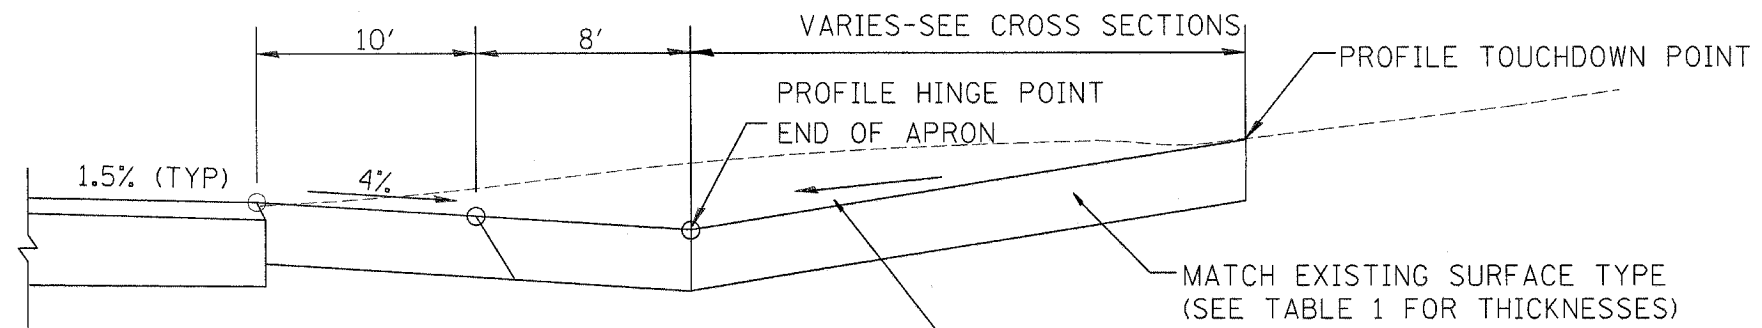 VARIES-SEE CROSS SECTIONS
10'
8'
PROFILE TOUCHDOWN POINT
PROFILE HINGE POINT
END OF APRON
1.5% (TYP)
4%
MATCH EXISTING SURFACE TYPE
(SEE TABLE 1 FOR THICKNESSES)